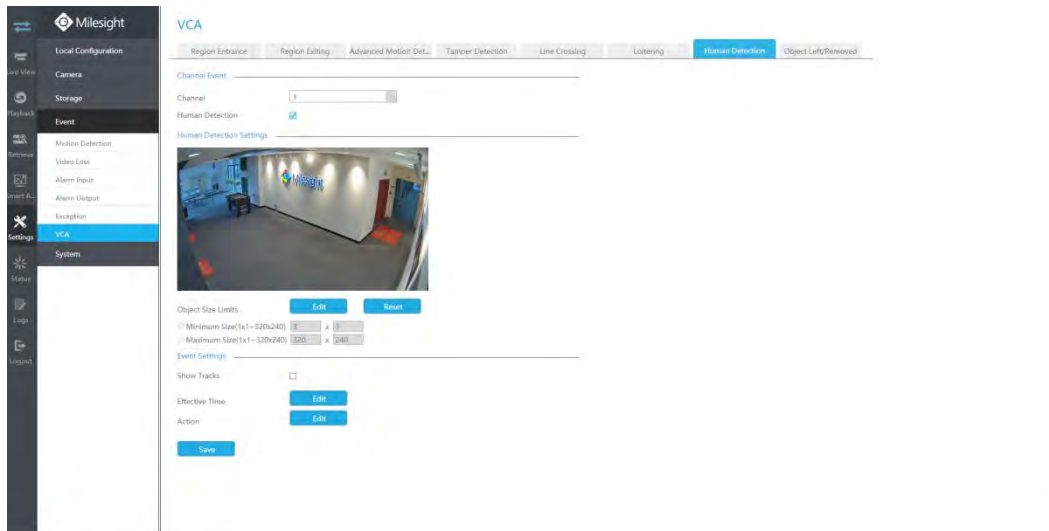 Milesight
Local Configuration
Camera
Storage
Event
Motion Detection
Video Loss
Alarm Input
Alarm Output
Exception
VCA
System
Live View
Playback
Retrieve
Smart A...
Settings
Status
Logs
Logout
VCA
Region Entrance
Region Exiting
Advanced Motion Det...
Tamper Detection
Line Crossing
Loitering
Human Detection
Object Left/Removed
Channel Event
Channel 1
Human Detection
Human Detection Settings
Milesight
Object Size Limits Edit Reset
Minimum Size(1x1~320x240) 3 x 3
Maximum Size(1x1~320x240) 320 x 240
Event Settings
Show Tracks
Effective Time Edit
Action Edit
Save